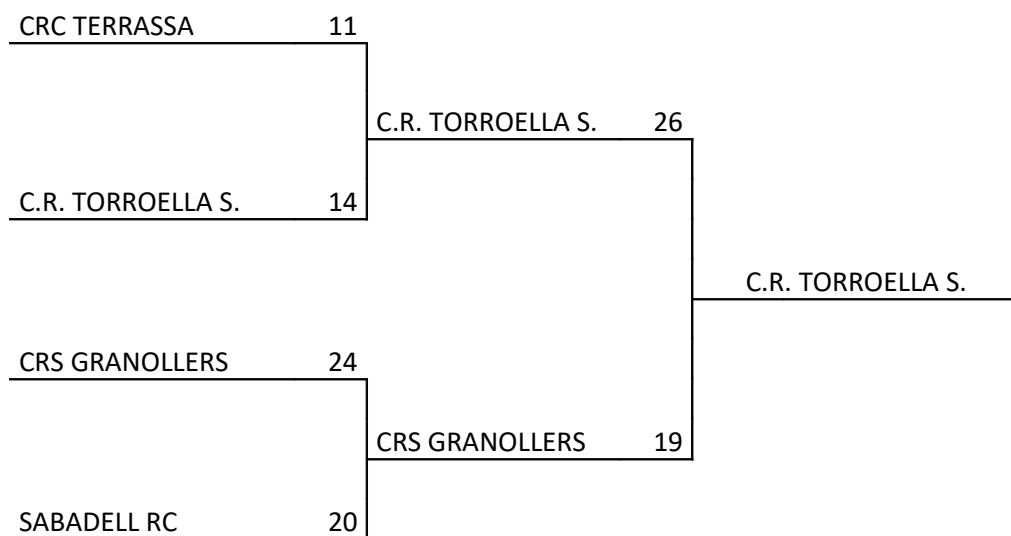 CRC TERRASSA 11
C.R. TORROELLA S. 26
C.R. TORROELLA S. 14
C.R. TORROELLA S.
CRS GRANOLLERS 24
CRS GRANOLLERS 19
SABADELL RC 20